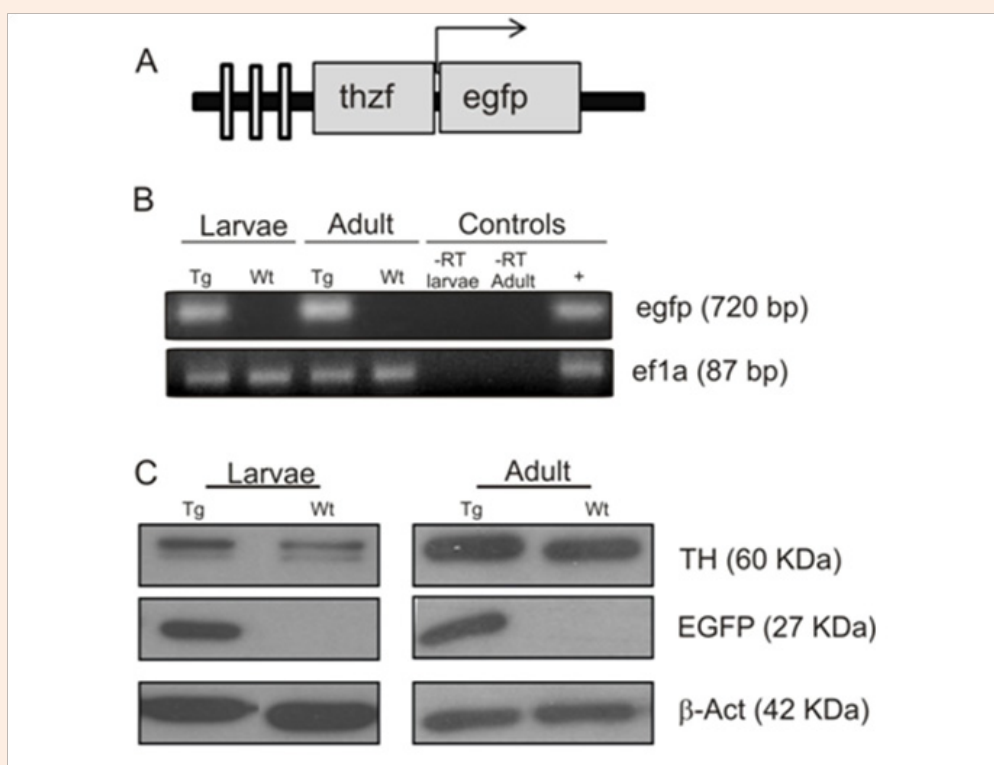 A
thzf egfp
B
Larvae Adult Controls
Tg Wt Tg Wt -RT larvae -RT Adult +
egfp (720 bp)
ef1a (87 bp)
C
Larvae Adult
Tg Wt Tg Wt
TH (60 KDa)
EGFP (27 KDa)
β-Act (42 KDa)